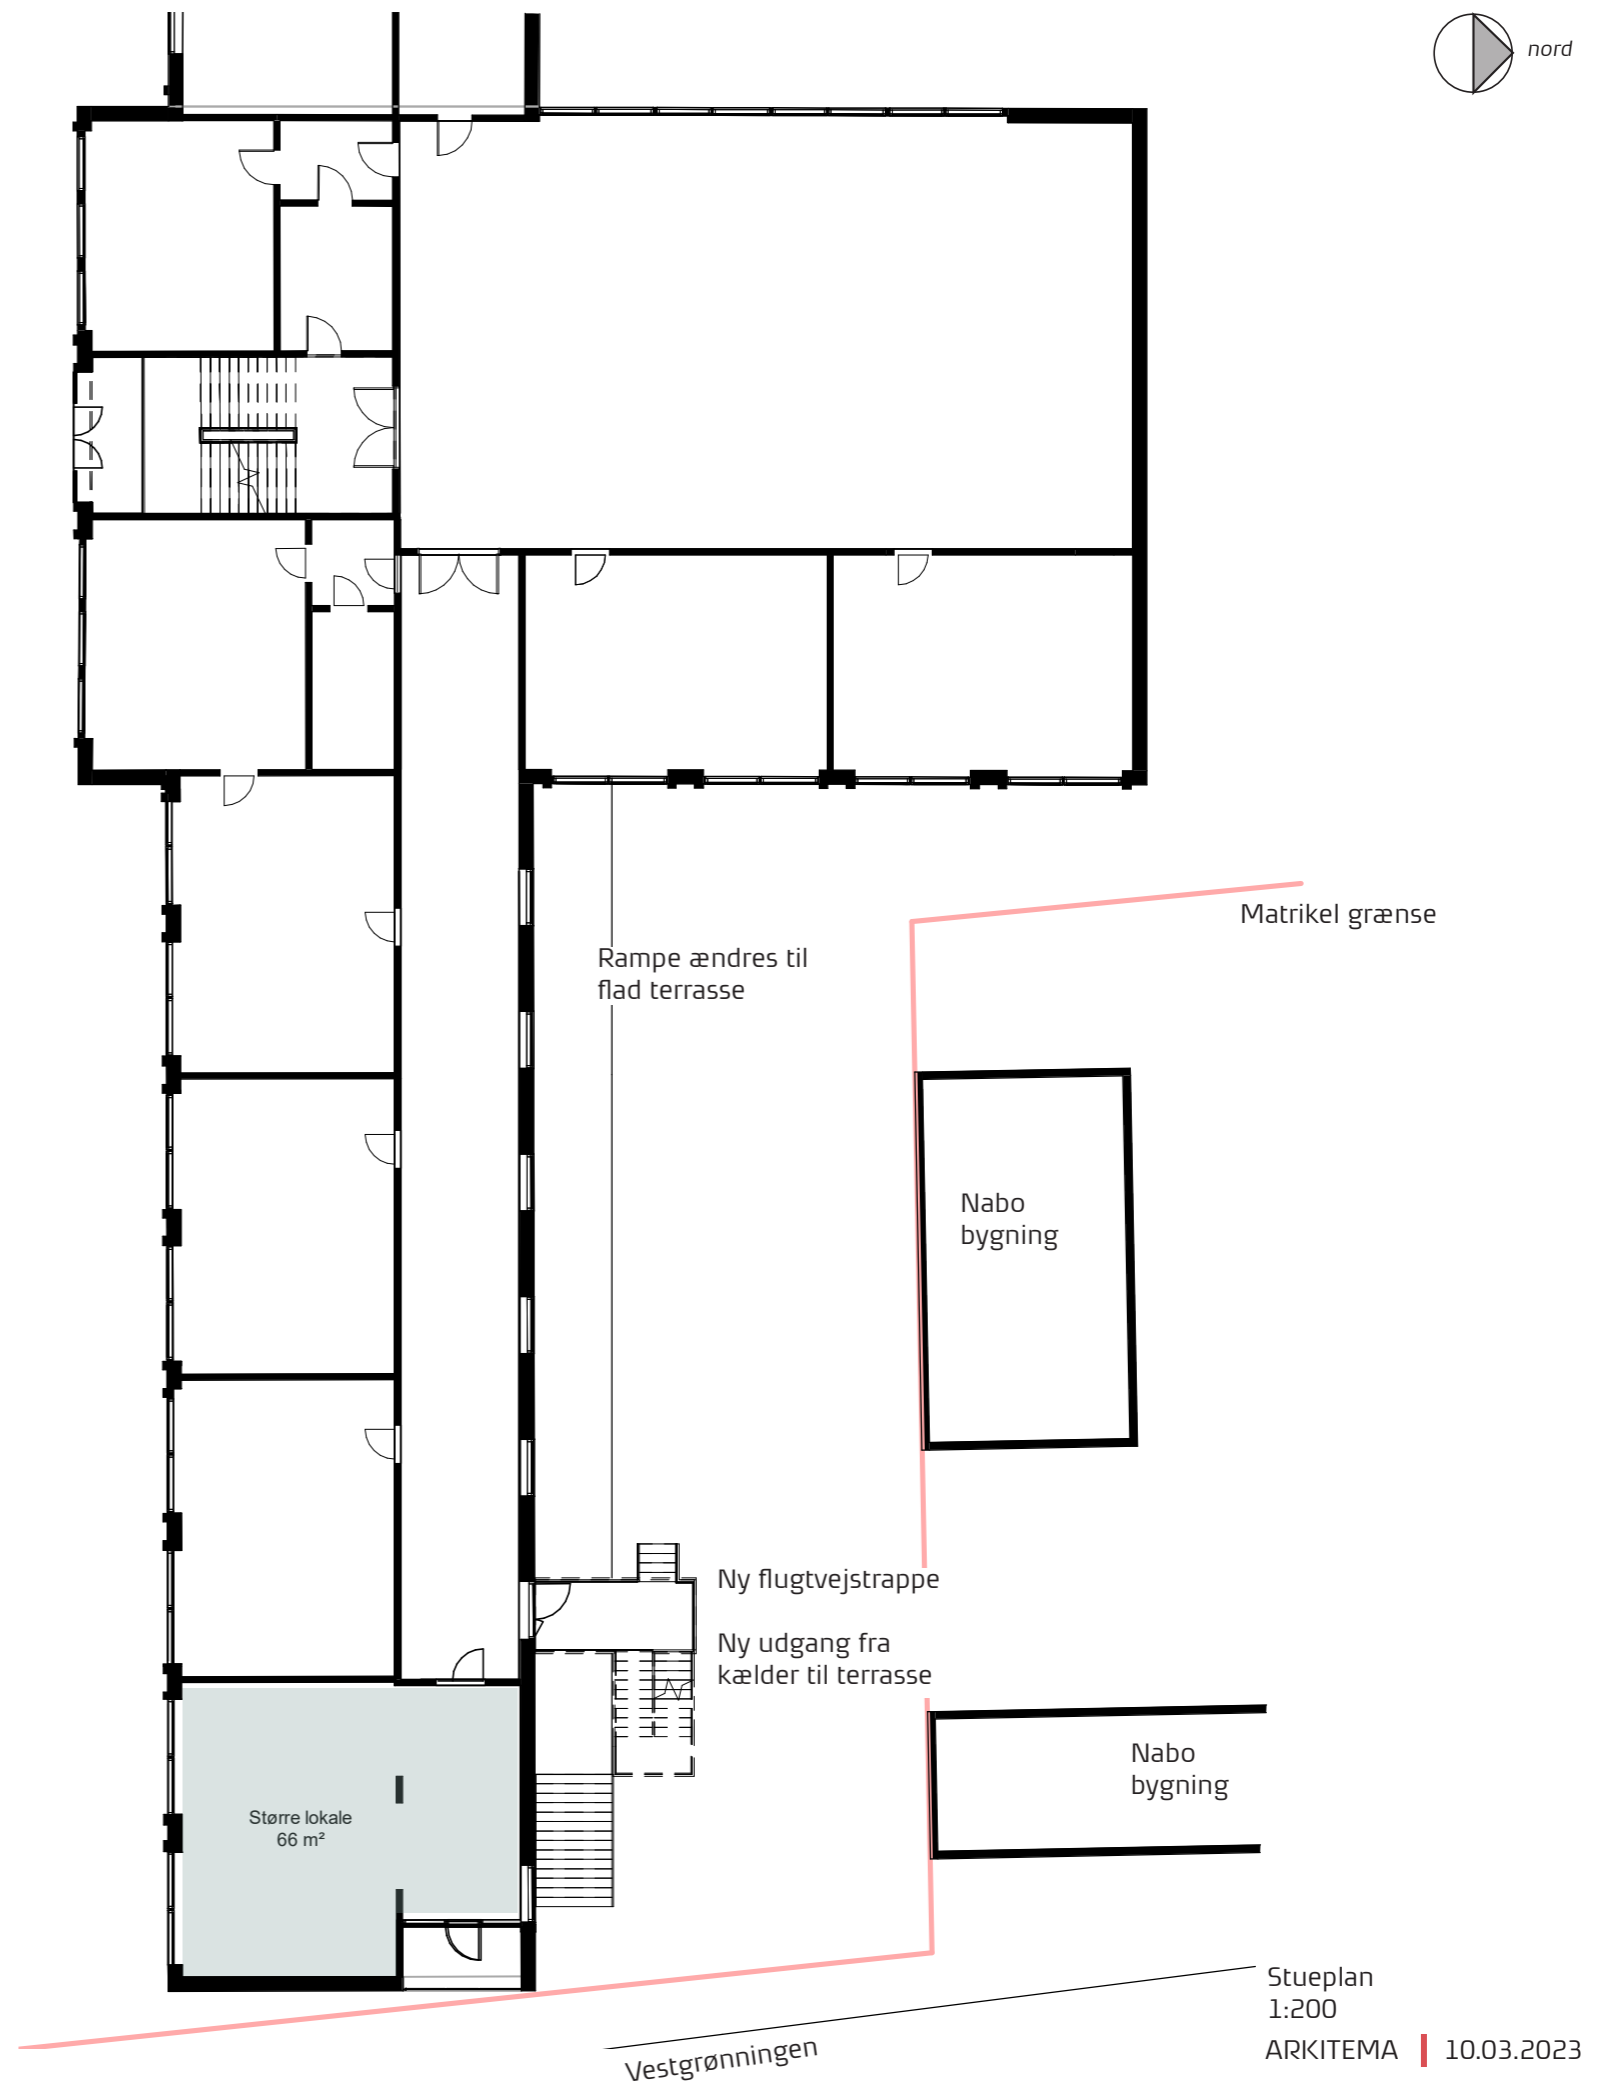 nord
Matrikel grænse
Rampe ændres til
flad terrasse
Nabo
bygning
Ny flugtvejstrappe
Ny udgang fra
kælder til terrasse
Nabo
bygning
Større lokale
66 m²
Stueplan
1:200
Vestgrønningen
ARKITEMA | 10.03.2023